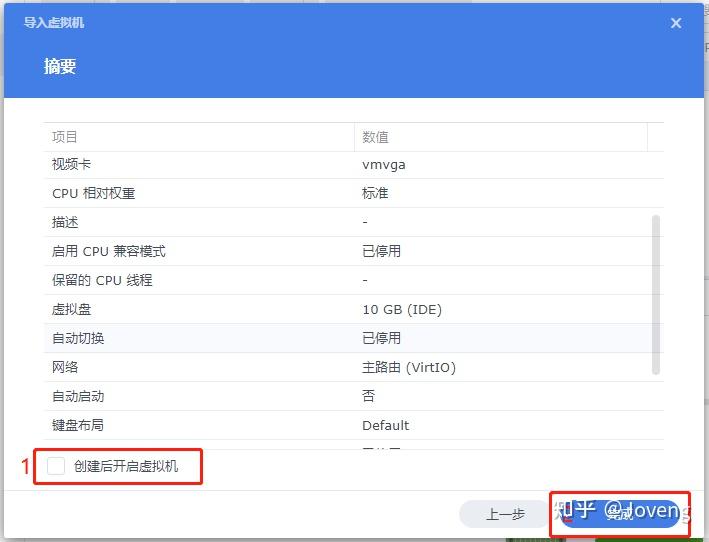 导入虚拟机
摘要
项目 数值
视频卡 vmvga
CPU 相对权重 标准
描述 -
启用 CPU 兼容模式 已停用
保留的 CPU 线程 -
虚拟盘 10 GB (IDE)
自动切换 已停用
网络 主路由 (VirtIO)
自动启动 否
键盘布局 Default
1 创建后开启虚拟机
上一步 完成
知乎 @Joveng